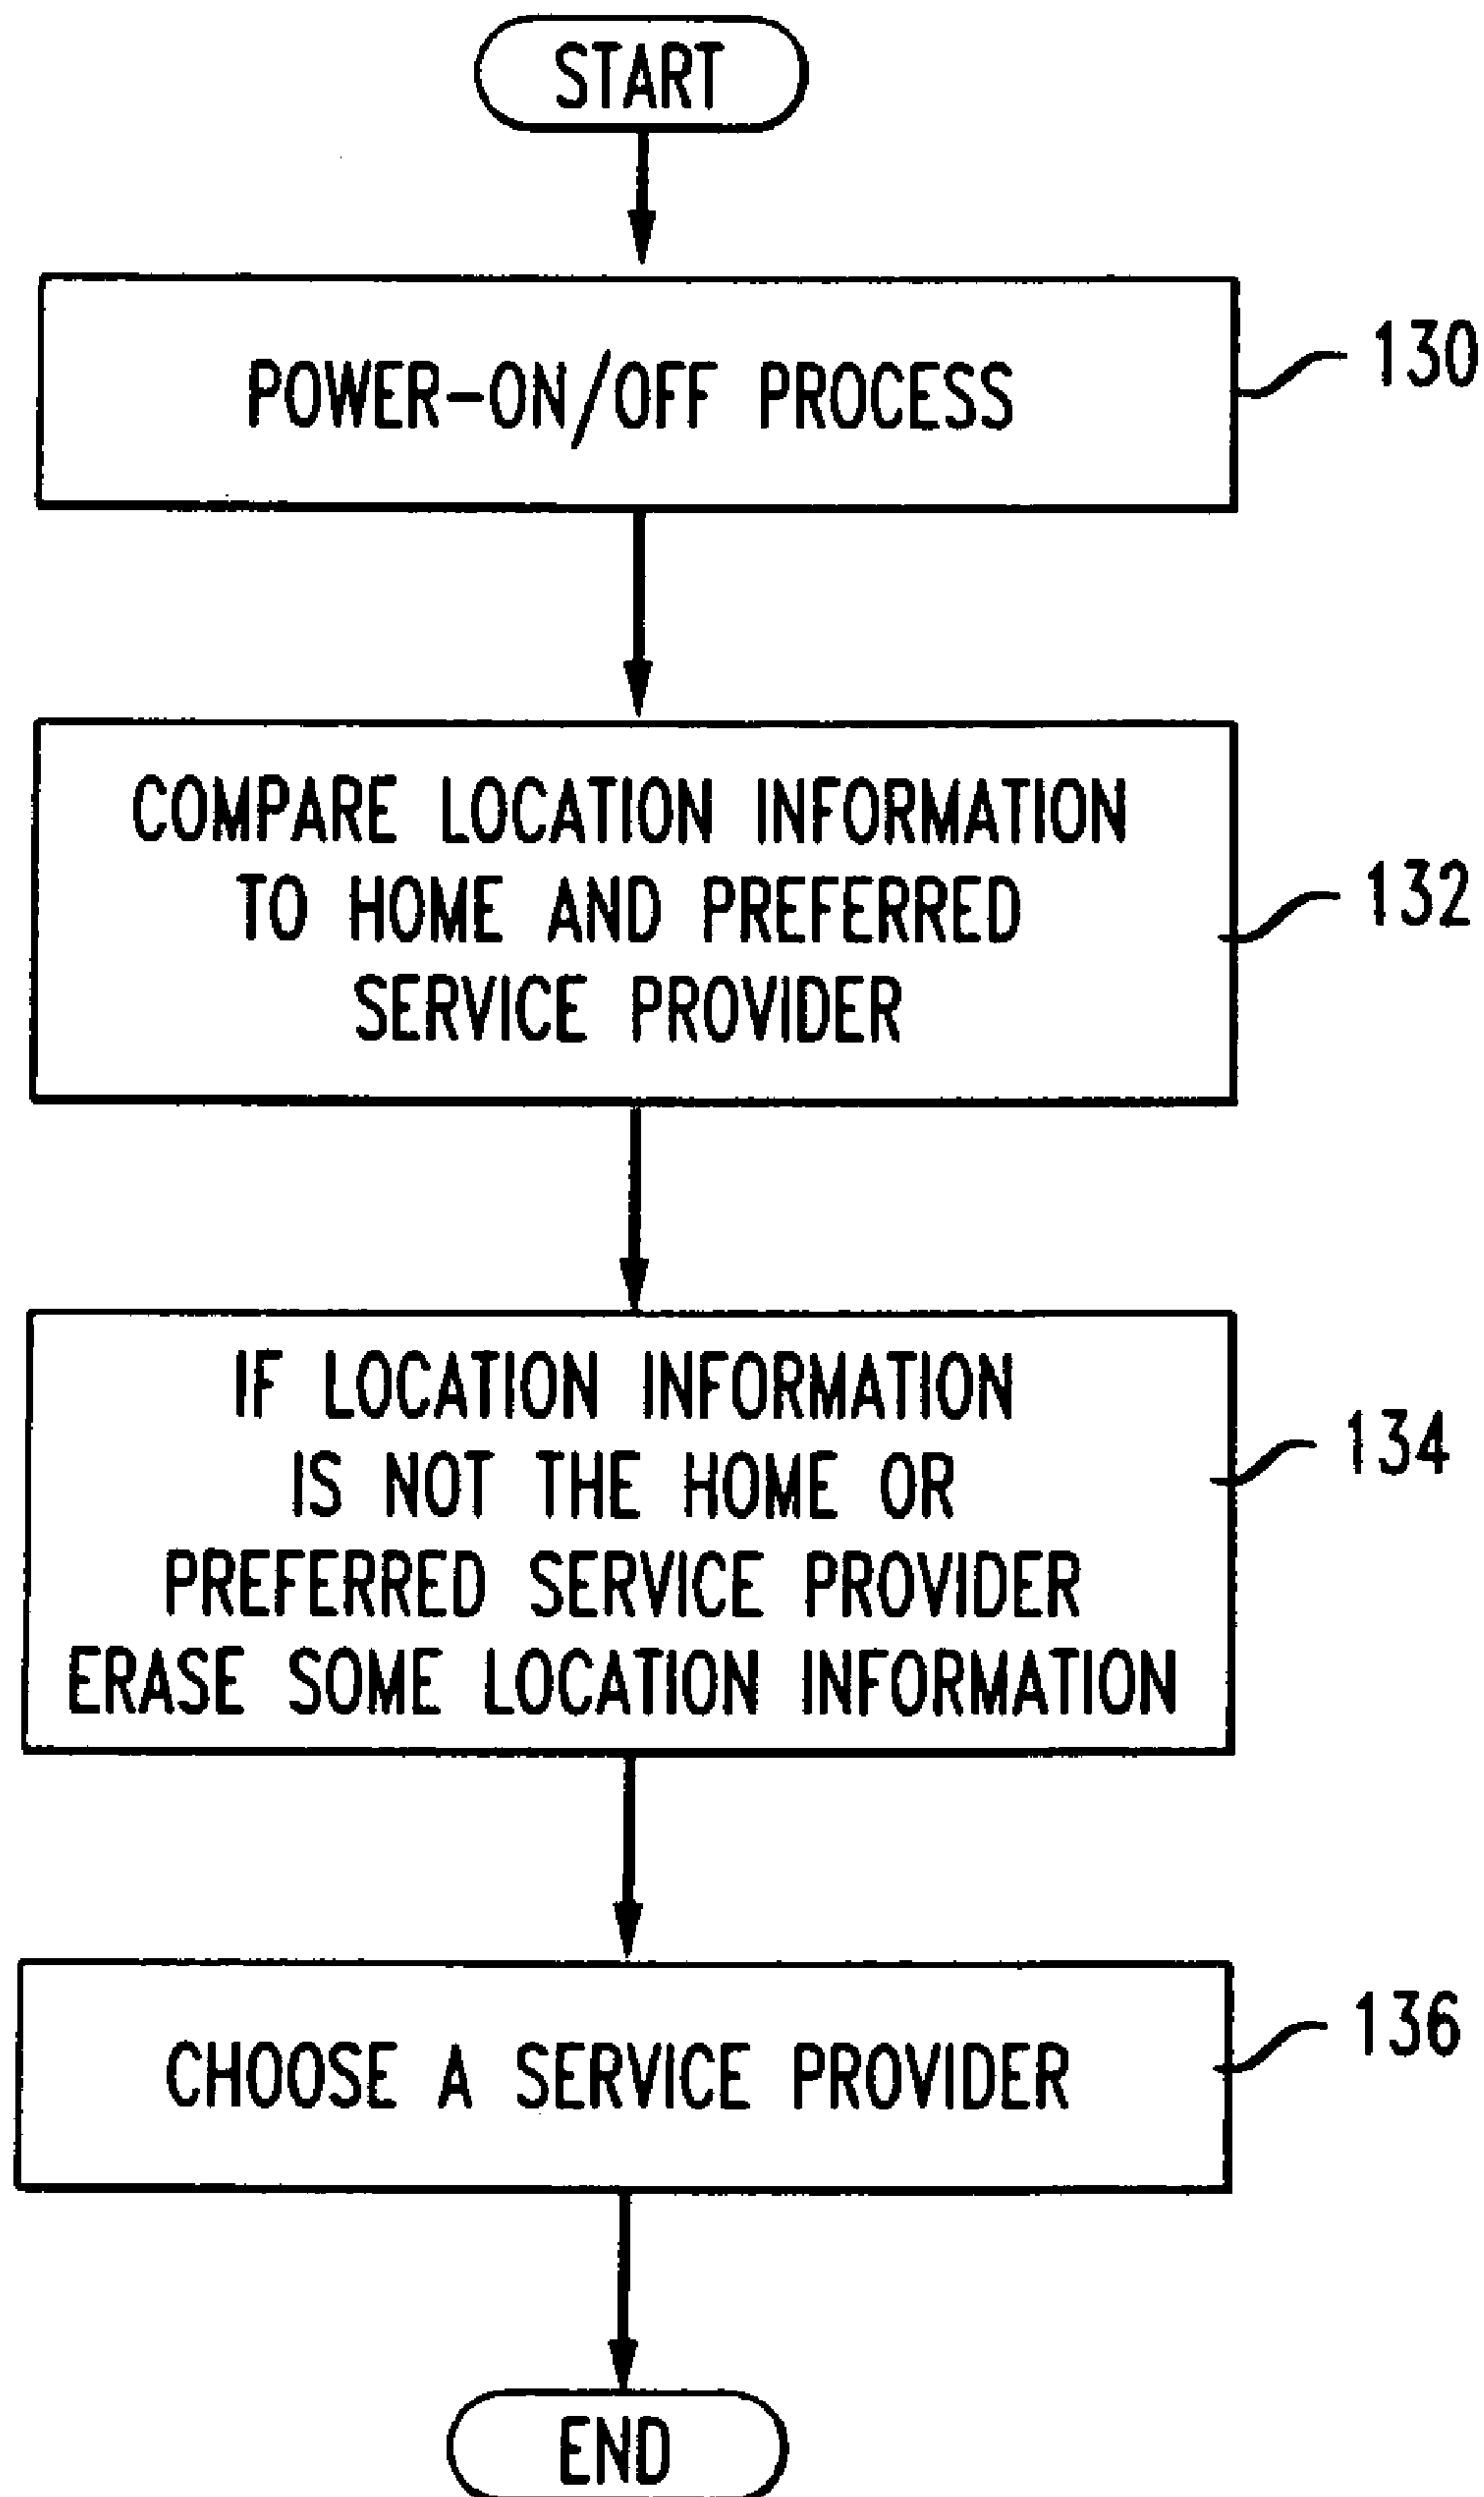 START
POWER-ON/OFF PROCESS
130
COMPARE LOCATION INFORMATION
TO HOME AND PREFERRED
SERVICE PROVIDER
132
IF LOCATION INFORMATION
IS NOT THE HOME OR
PREFERRED SERVICE PROVIDER
ERASE SOME LOCATION INFORMATION
134
CHOOSE A SERVICE PROVIDER
136
END